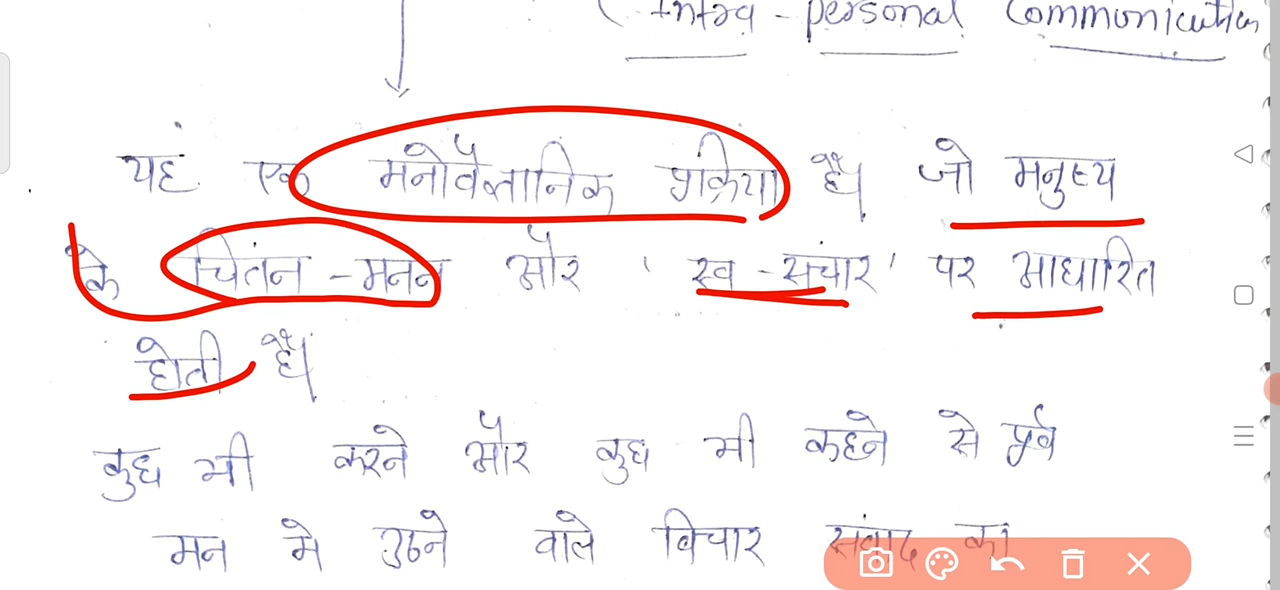 ( Intra - personal Communication
यह एक मनोवैज्ञानिक प्रक्रिया है। जो मनुष्य
के चिंतन - मनन और ' स्व - संचार ' पर आधारित
होती है।
कुछ भी करने और कुछ भी कहने से पूर्व
मन मे उठने वाले विचार संवाद का